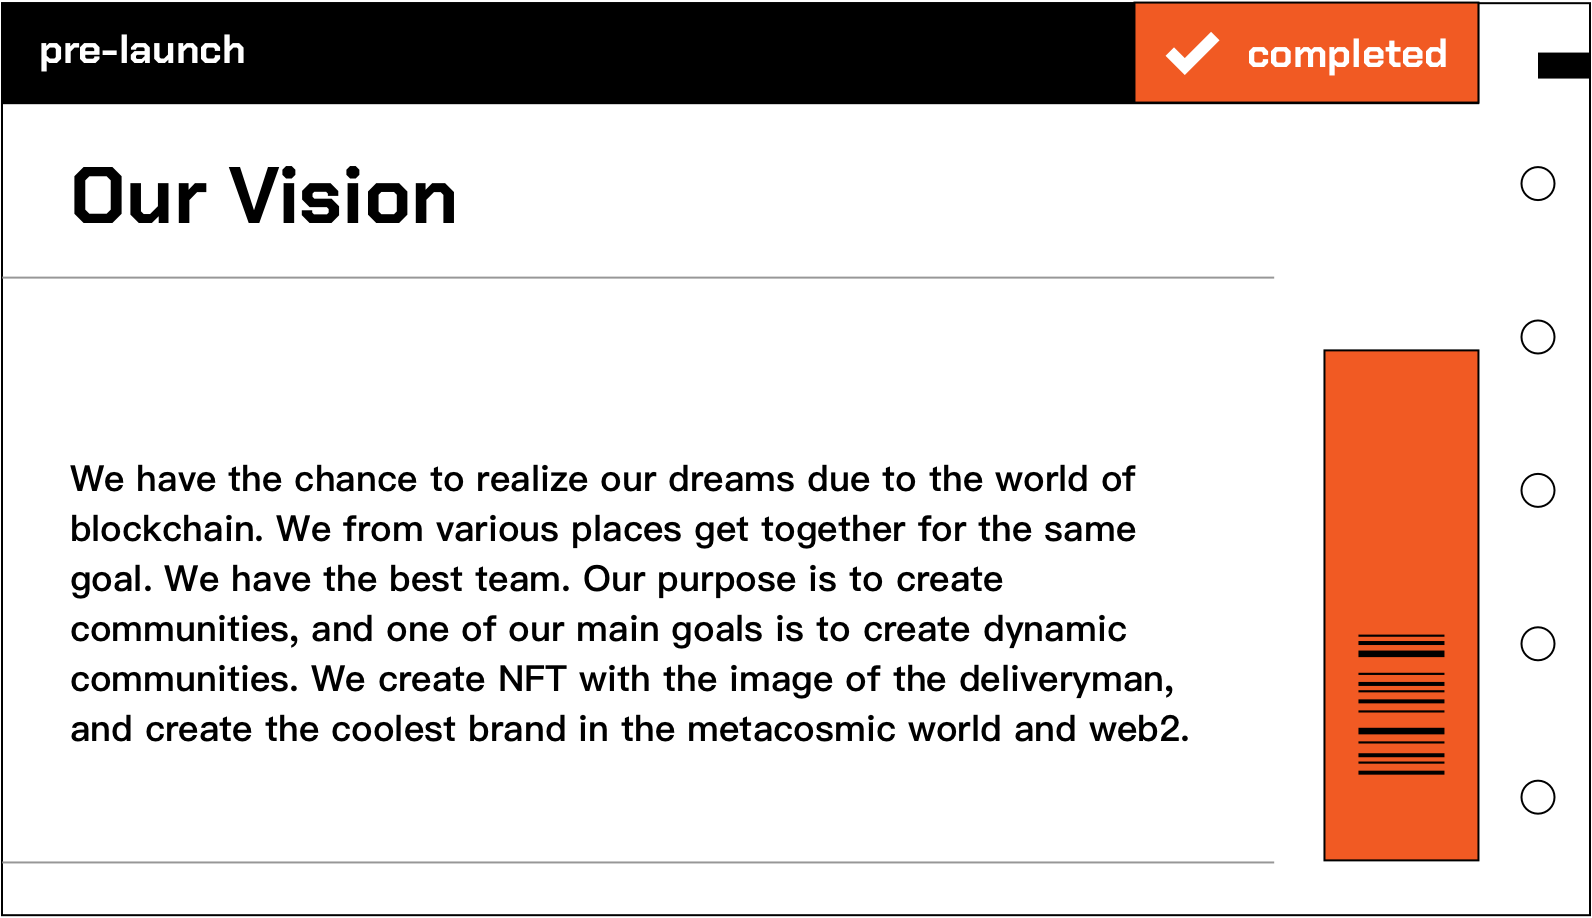 pre-launch
completed
Our Vision
We have the chance to realize our dreams due to the world of
blockchain. We from various places get together for the same
goal. We have the best team. Our purpose is to create
communities, and one of our main goals is to create dynamic
communities. We create NFT with the image of the deliveryman,
and create the coolest brand in the metacosmic world and web2.